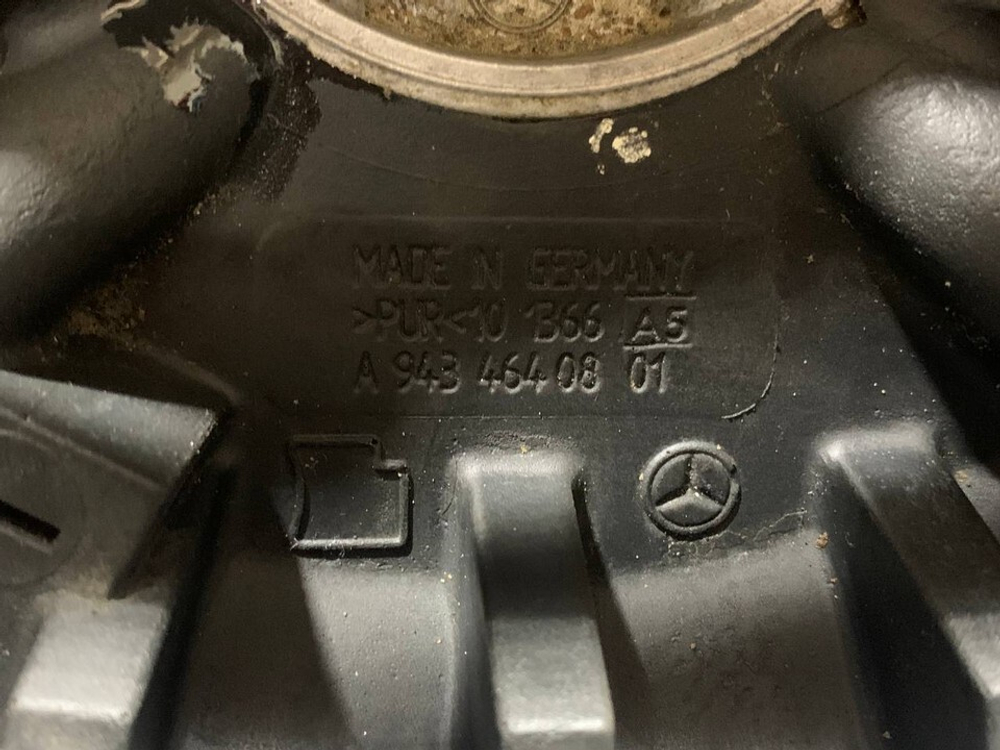 MADE IN GERMANY
>PUR<10 1366 A5
A 943 464 08 01